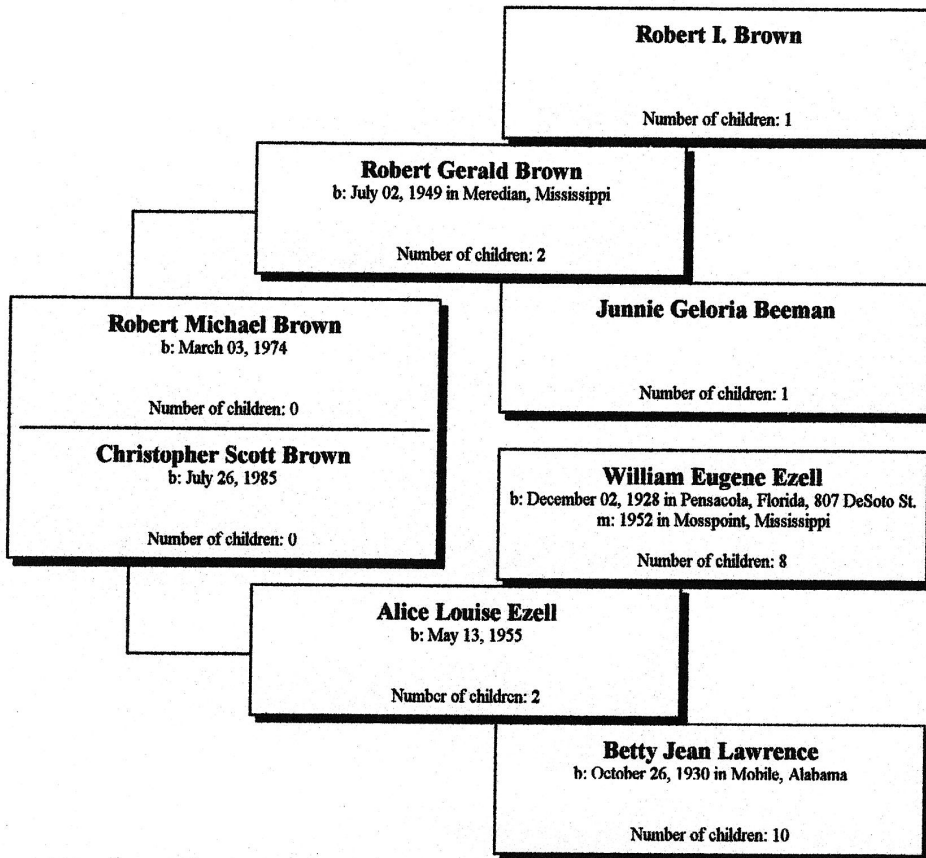 Robert I. Brown
Number of children: 1
Robert Gerald Brown
b: July 02, 1949 in Meredian, Mississippi
Number of children: 2
Junnie Geloria Beeman
Number of children: 1
Robert Michael Brown
b: March 03, 1974
Number of children: 0
Christopher Scott Brown
b: July 26, 1985
Number of children: 0
William Eugene Ezell
b: December 02, 1928 in Pensacola, Florida, 807 DeSoto St.
m: 1952 in Mosspoint, Mississippi
Number of children: 8
Alice Louise Ezell
b: May 13, 1955
Number of children: 2
Betty Jean Lawrence
b: October 26, 1930 in Mobile, Alabama
Number of children: 10